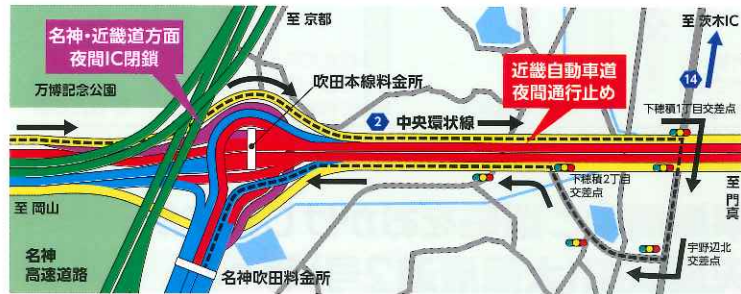 至 京都
至 茨木IC
名神・近畿道方面
夜間IC閉鎖
吹田本線料金所
近畿自動車道
夜間通行止め
14
万博記念公園
下穂積1丁目交差点
2 中央環状線
下穂積2丁目
交差点
至
門真
至 岡山
宇野辺北
交差点
名神
高速道路
名神吹田料金所